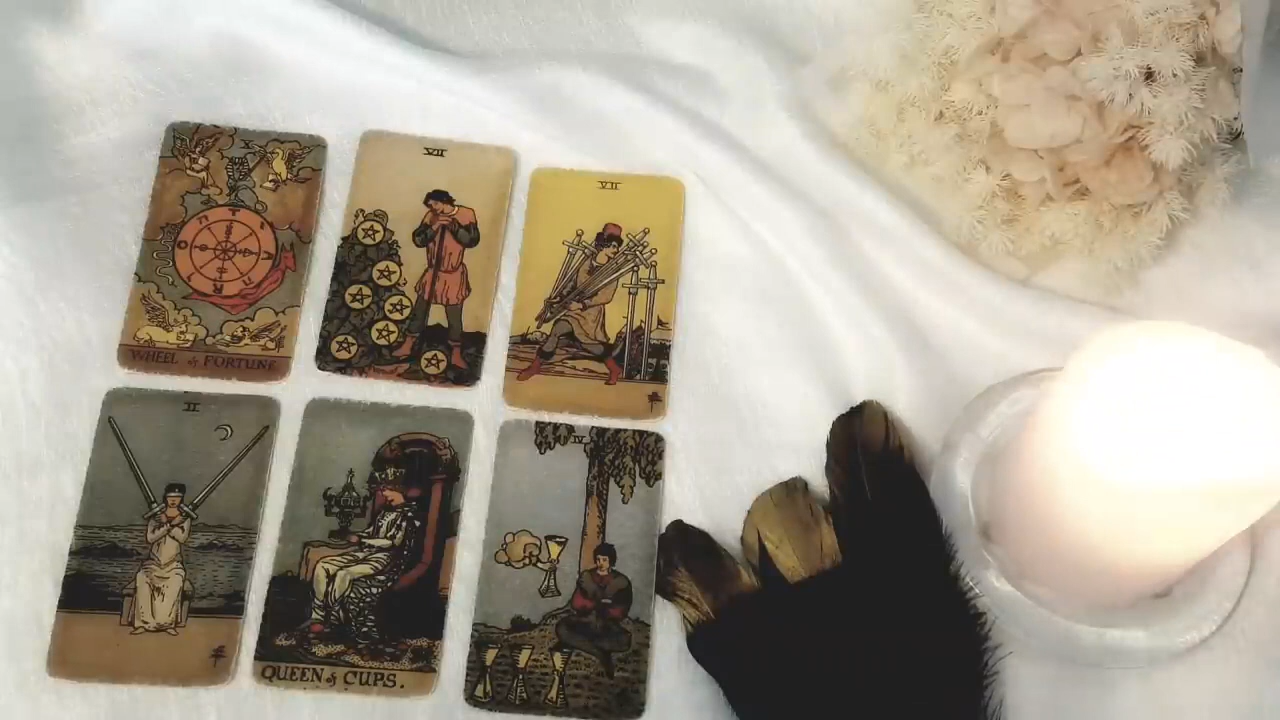 X
VII
VII
WHEEL of FORTUNE
II
IV
QUEEN of CUPS.